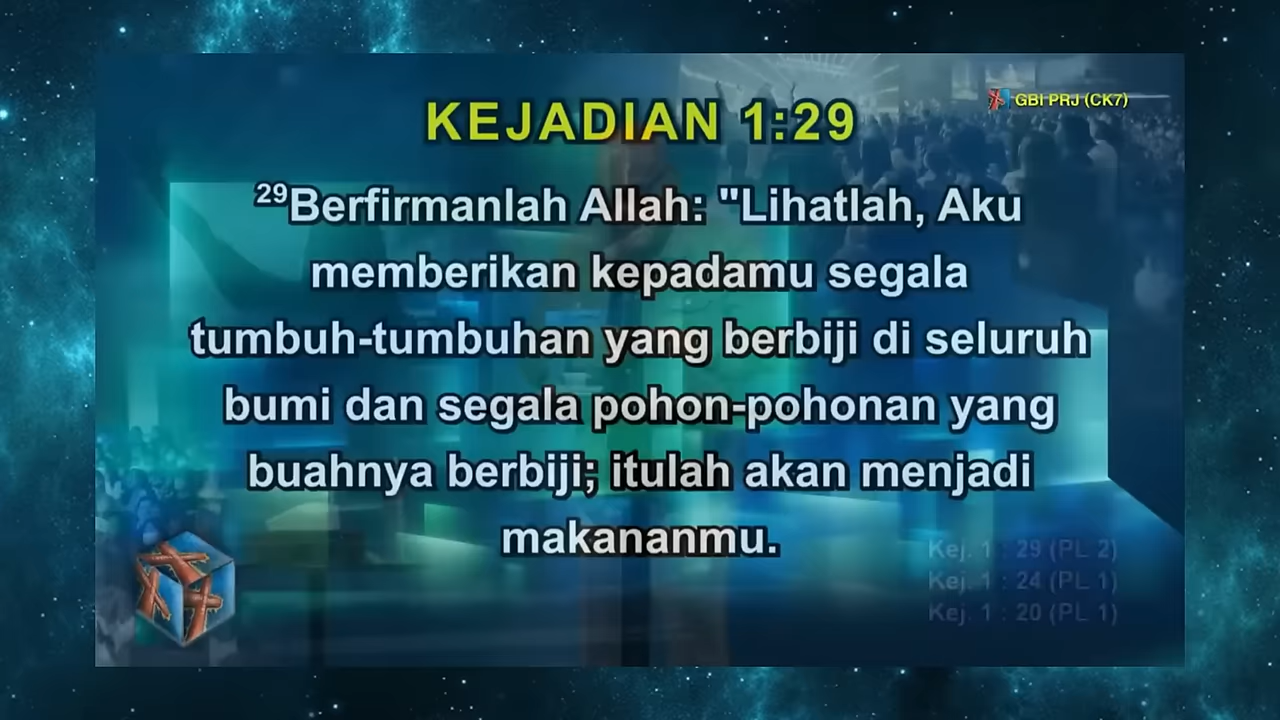 KEJADIAN 1:29
GBI PRJ (CK7)
29Berfirmanlah Allah: "Lihatlah, Aku
memberikan kepadamu segala
tumbuh-tumbuhan yang berbiji di seluruh
bumi dan segala pohon-pohonan yang
buahnya berbiji; itulah akan menjadi
makananmu.
Kej. 1 : 29 (PL 2)
Kej. 1 : 24 (PL 1)
Kej. 1 : 20 (PL 1)